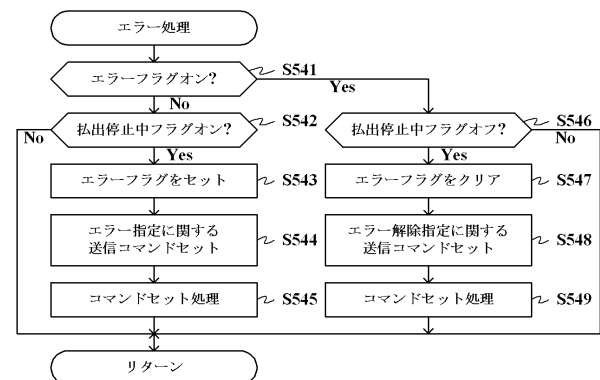 エラー処理
エラーフラグオン?
S541
Yes
No
払出停止中フラグオン?
S542
No
Yes
払出停止中フラグオフ?
S546
No
Yes
エラーフラグをセット
S543
エラーフラグをクリア
S547
エラー指定に関する
送信コマンドセット
S544
エラー解除指定に関する
送信コマンドセット
S548
コマンドセット処理
S545
コマンドセット処理
S549
リターン